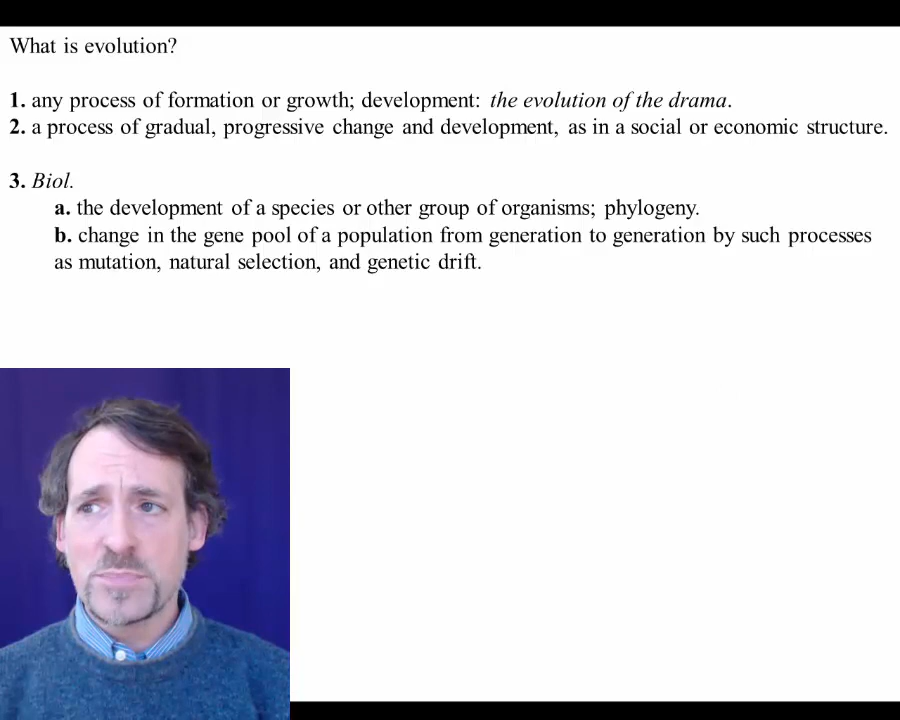 What is evolution?
1. any process of formation or growth; development: the evolution of the drama.
2. a process of gradual, progressive change and development, as in a social or economic structure.
3. Biol.
a. the development of a species or other group of organisms; phylogeny.
b. change in the gene pool of a population from generation to generation by such processes
as mutation, natural selection, and genetic drift.